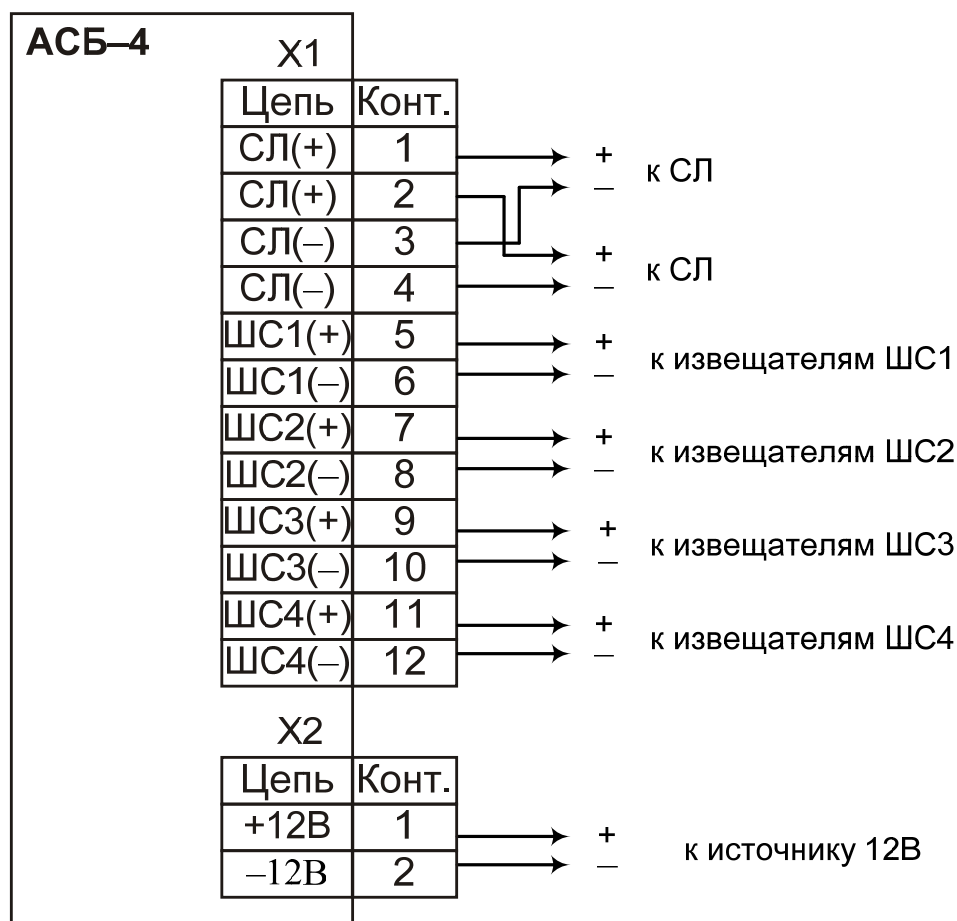 АСБ–4
X1
Цепь Конт.
СЛ(+) 1
СЛ(+) 2
СЛ(–) 3
СЛ(–) 4
ШС1(+) 5
ШС1(–) 6
ШС2(+) 7
ШС2(–) 8
ШС3(+) 9
ШС3(–) 10
ШС4(+) 11
ШС4(–) 12
+
–
к СЛ
+
–
к СЛ
+
–
к извещателям ШС1
+
–
к извещателям ШС2
+
–
к извещателям ШС3
+
–
к извещателям ШС4
X2
Цепь Конт.
+12В 1
–12В 2
+
–
к источнику 12В